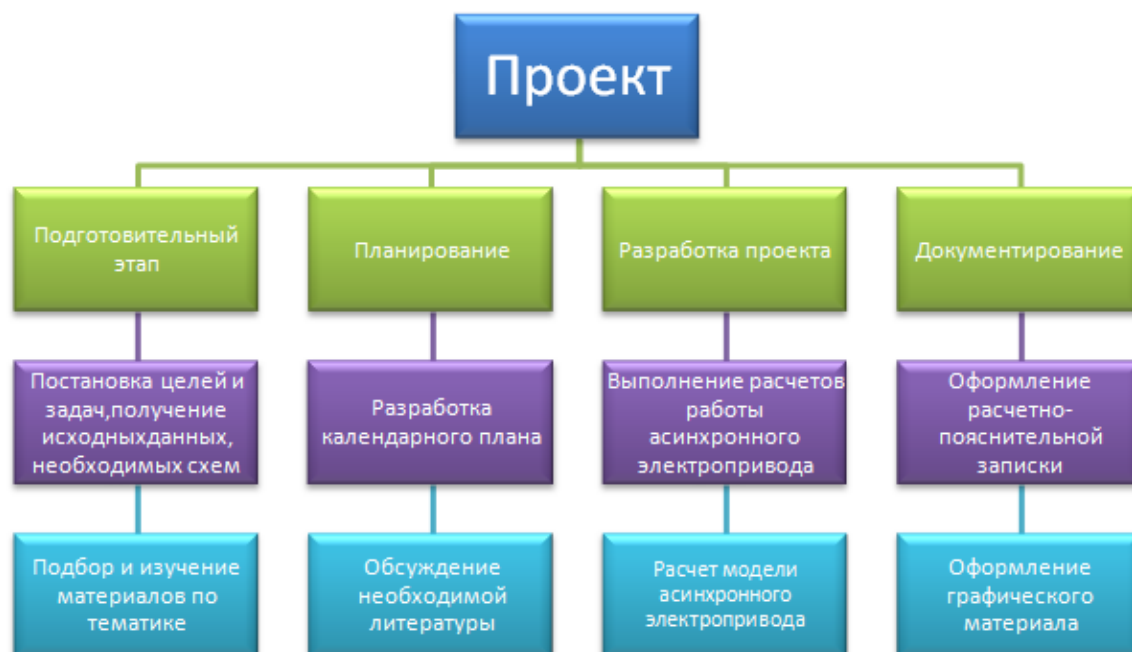 Проект
Подготовительный
этап
Планирование
Разработка проекта
Документирование
Постановка целей и
задач,получение
исходныхданных,
необходимых схем
Разработка
календарного плана
Выполнение расчетов
работы
асинхронного
электропривода
Оформление
расчетно-
пояснительной
записки
Подбор и изучение
материалов по
тематике
Обсуждение
необходимой
литературы
Расчет модели
асинхронного
электропривода
Оформление
графического
материала